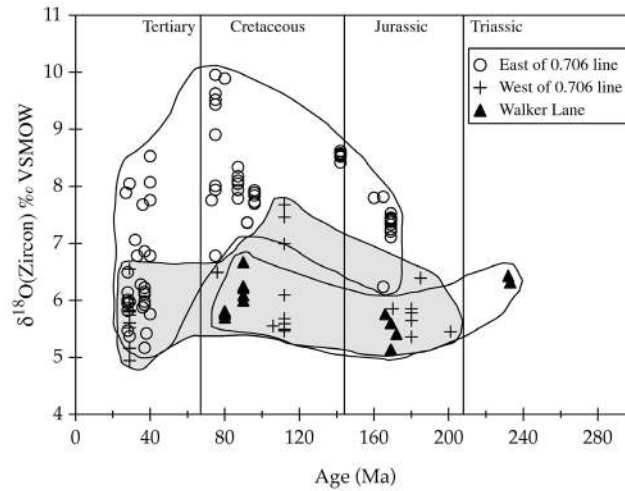 Tertiary Cretaceous Jurassic Triassic
East of 0.706 line
West of 0.706 line
Walker Lane
δ¹⁸O(Zircon) ‰ VSMOW
11
10
9
8
7
6
5
4
0 40 80 120 160 200 240 280
Age (Ma)